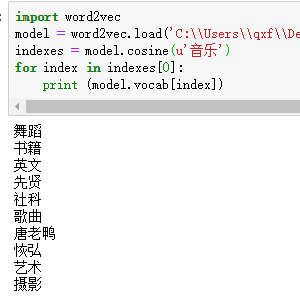 import word2vec
model = word2vec.load('C:\\Users\\qxf\\De
indexes = model.cosine(u'音乐')
for index in indexes[0]:
    print (model.vocab[index])
舞蹈
书籍
英文
先贤
社科
歌曲
唐老鸭
恢弘
艺术
摄影